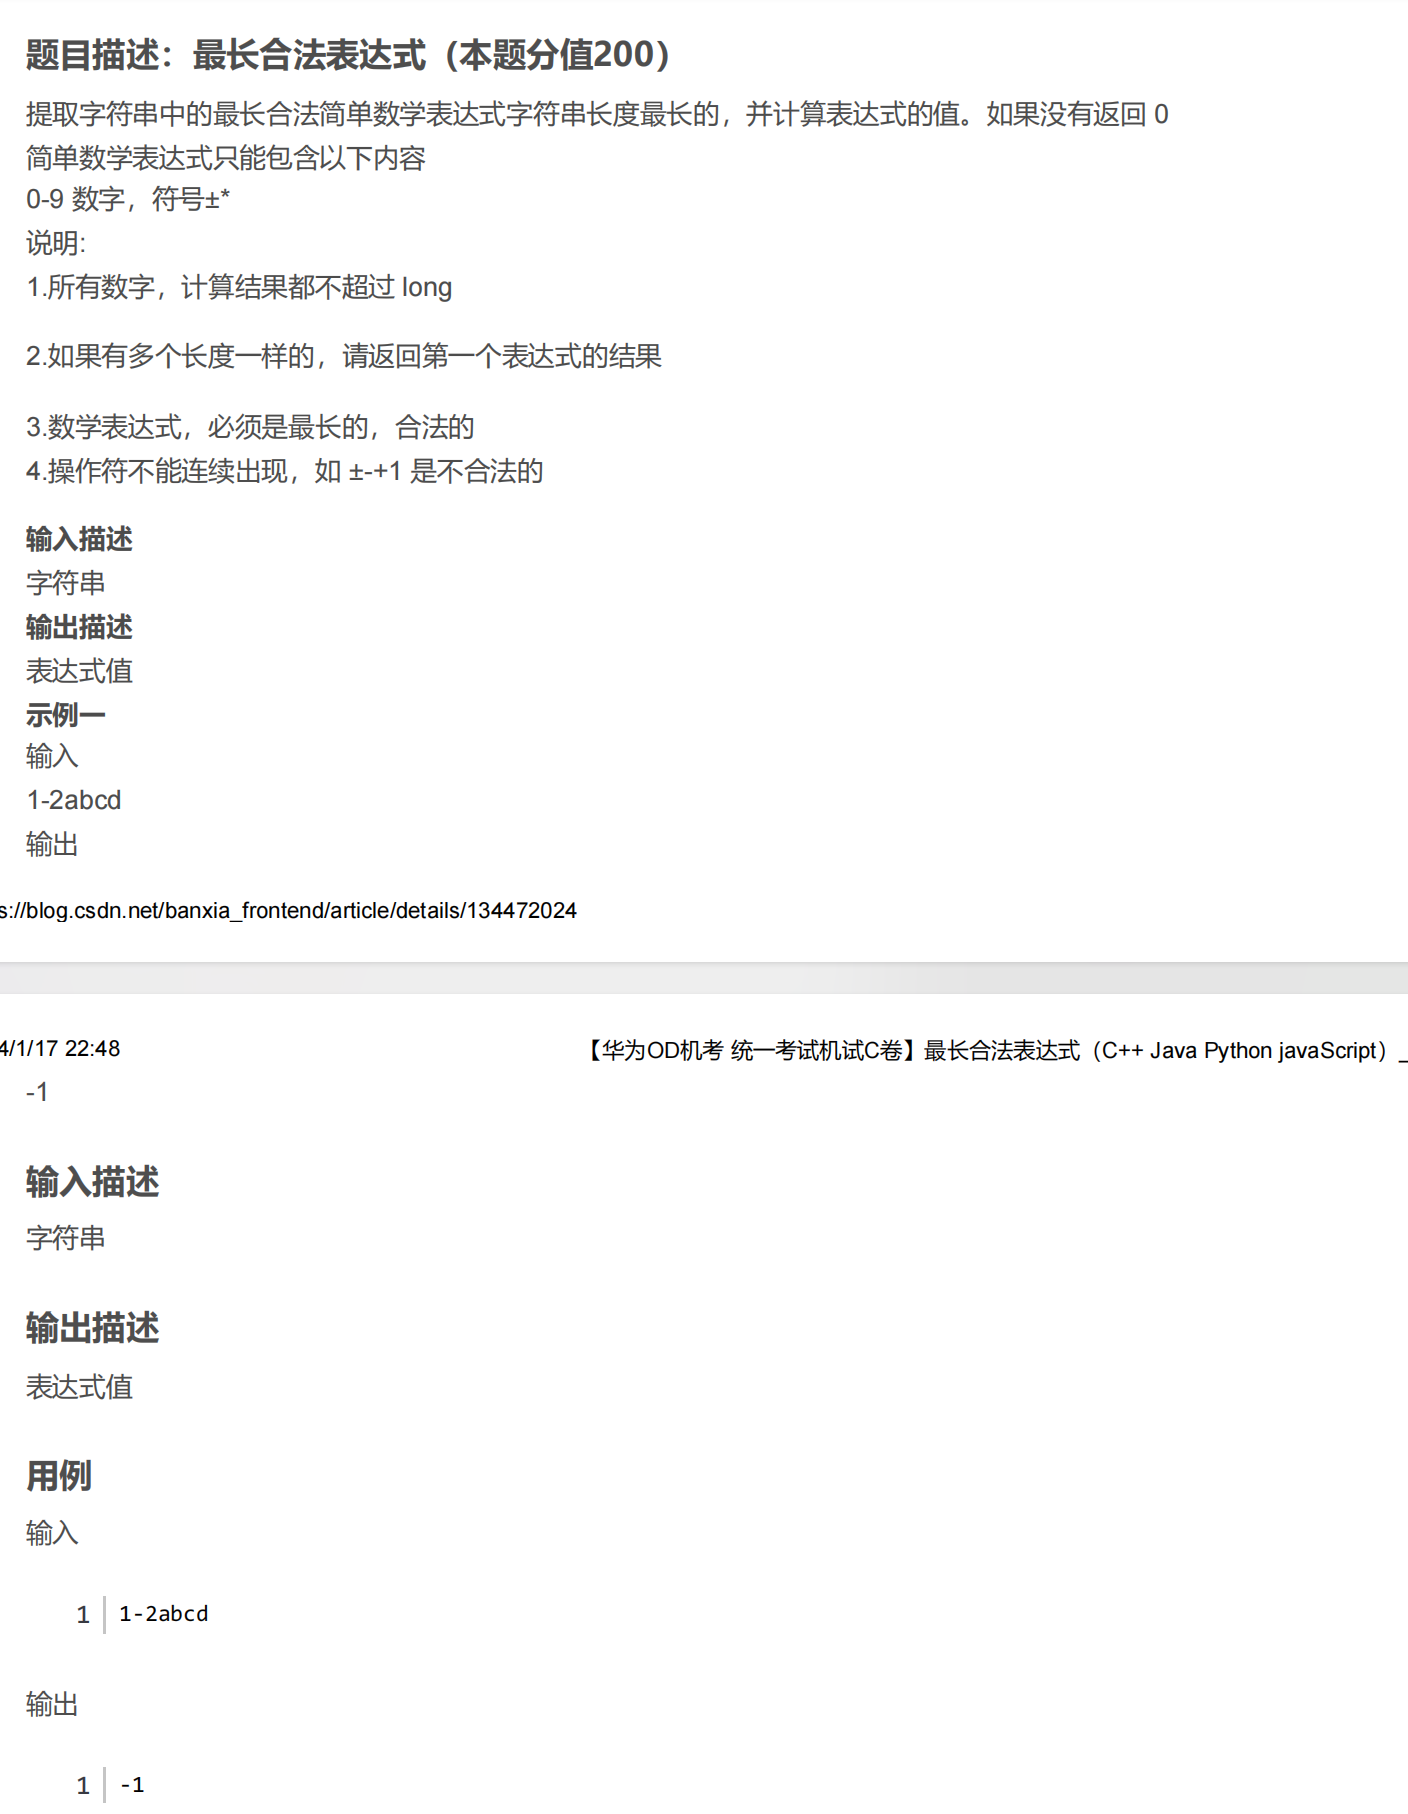 题目描述：最长合法表达式（本题分值200）
提取字符串中的最长合法简单数学表达式字符串长度最长的，并计算表达式的值。如果没有返回 0
简单数学表达式只能包含以下内容
0-9 数字，符号±*
说明:
1.所有数字，计算结果都不超过 long
2.如果有多个长度一样的，请返回第一个表达式的结果
3.数学表达式，必须是最长的，合法的
4.操作符不能连续出现，如 ±-+1 是不合法的
输入描述
字符串
输出描述
表达式值
示例一
输入
1-2abcd
输出
s://blog.csdn.net/banxia_frontend/article/details/134472024
4/1/17 22:48 【华为OD机考 统一考试机试C卷】最长合法表达式（C++ Java Python javaScript）_
-1
输入描述
字符串
输出描述
表达式值
用例
输入
1 1-2abcd
输出
1 -1